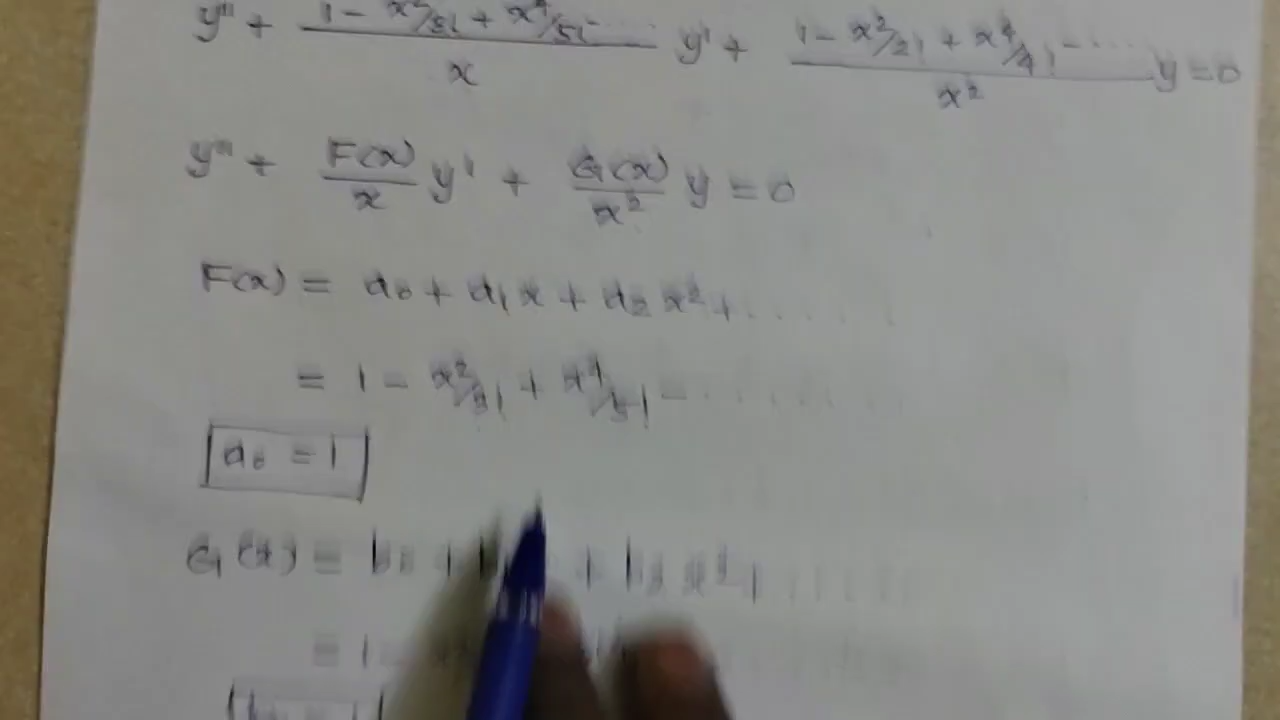 y'' + (1 - x²/3! + x⁴/5! ⋯)/x y' + (1 - x²/2! + x⁴/4! - ⋯)/x² y = 0
y'' + F(x)/x y' + G(x)/x² y = 0
F(x) = a₀ + a₁x + a₂x² + ......
= 1 - x²/3! + x⁴/5! - ........
a₀ = 1
G(x) = b₀ + + b₂x² + ......
= 1 -